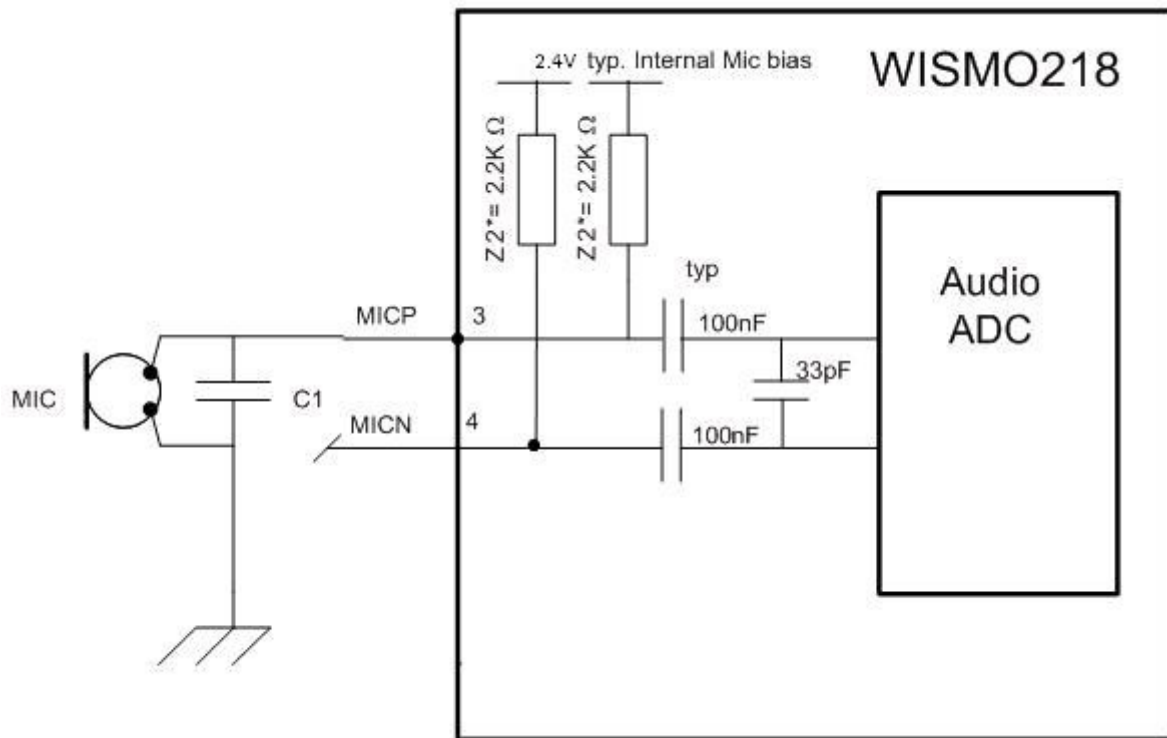 2.4V typ. Internal Mic bias
WISMO218
Z2*= 2.2K Ω
Z2*= 2.2K Ω
typ
100nF
Audio
ADC
MICP
3
33pF
MIC
C1
MICN
4
100nF